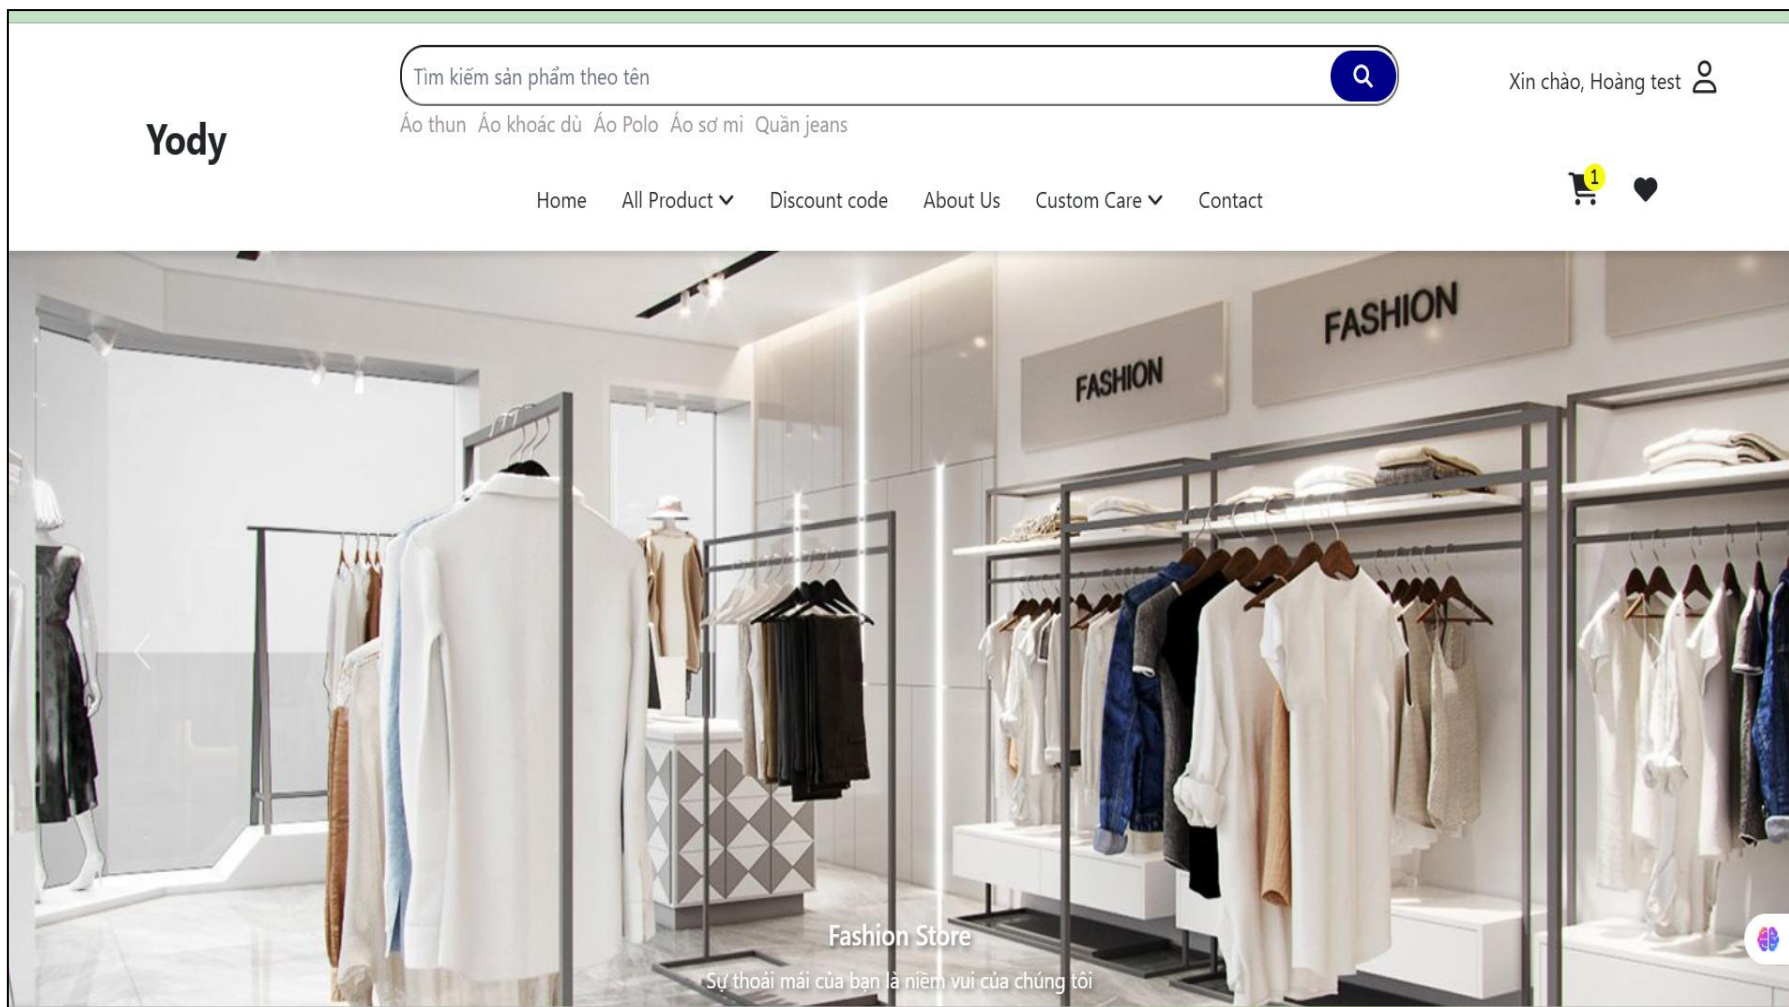 Tìm kiếm sản phẩm theo tên
Xin chào, Hoàng test
Áo thun Áo khoác dù Áo Polo Áo sơ mi Quần jeans
Yody
1
Home All Product Discount code About Us Custom Care Contact
FASHION
FASHION
Fashion Store
Sự thoải mái của bạn là niềm vui của chúng tôi